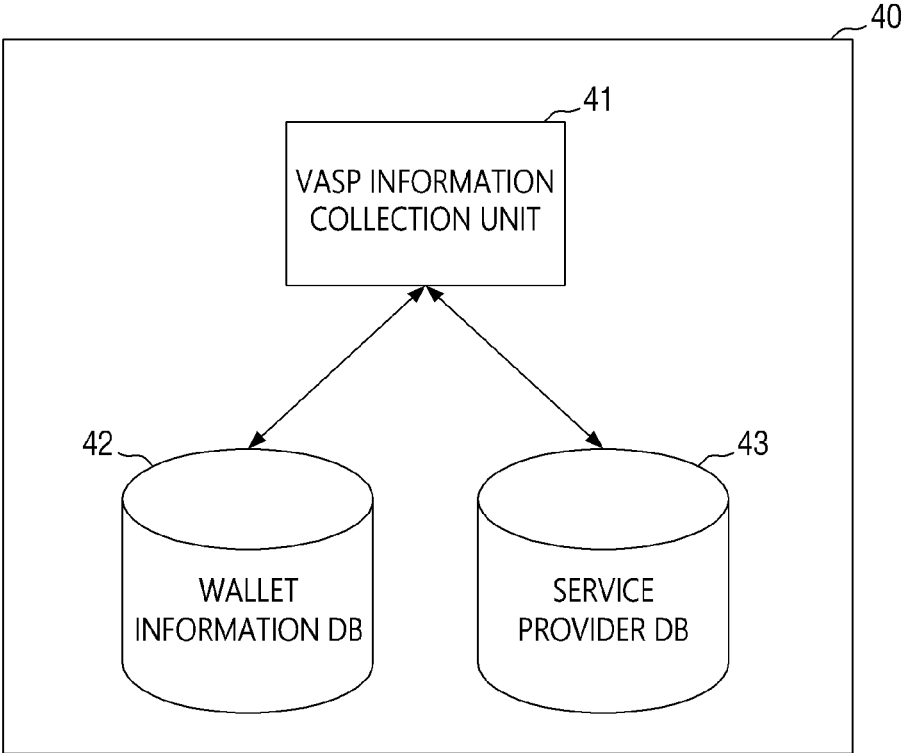 40
41
VASP INFORMATION
COLLECTION UNIT
42
43
WALLET
INFORMATION DB
SERVICE
PROVIDER DB